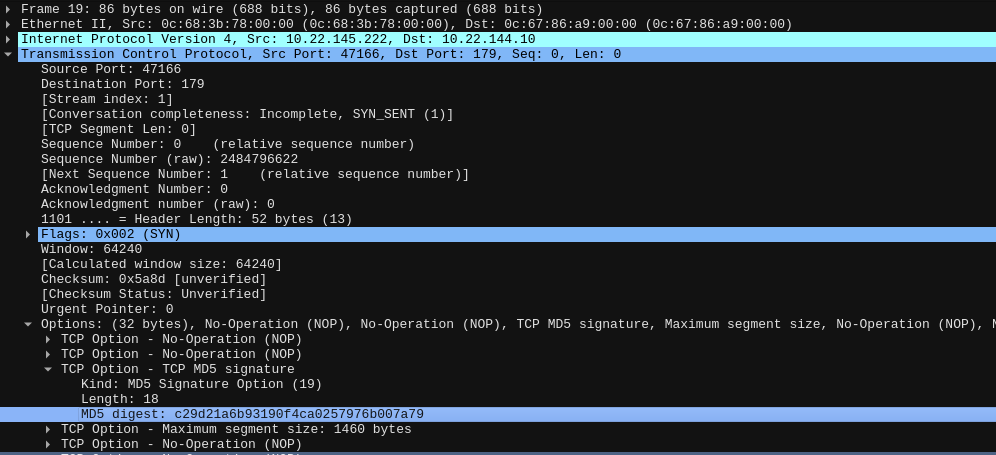 Frame 19: 86 bytes on wire (688 bits), 86 bytes captured (688 bits)
Ethernet II, Src: 0c:68:3b:78:00:00 (0c:68:3b:78:00:00), Dst: 0c:67:86:a9:00:00 (0c:67:86:a9:00:00)
Internet Protocol Version 4, Src: 10.22.145.222, Dst: 10.22.144.10
Transmission Control Protocol, Src Port: 47166, Dst Port: 179, Seq: 0, Len: 0
Source Port: 47166
Destination Port: 179
[Stream index: 1]
[Conversation completeness: Incomplete, SYN_SENT (1)]
[TCP Segment Len: 0]
Sequence Number: 0    (relative sequence number)
Sequence Number (raw): 2484796622
[Next Sequence Number: 1    (relative sequence number)]
Acknowledgment Number: 0
Acknowledgment number (raw): 0
1101 .... = Header Length: 52 bytes (13)
Flags: 0x002 (SYN)
Window: 64240
[Calculated window size: 64240]
Checksum: 0x5a8d [unverified]
[Checksum Status: Unverified]
Urgent Pointer: 0
Options: (32 bytes), No-Operation (NOP), No-Operation (NOP), TCP MD5 signature, Maximum segment size, No-Operation (NOP),
TCP Option - No-Operation (NOP)
TCP Option - No-Operation (NOP)
TCP Option - TCP MD5 signature
Kind: MD5 Signature Option (19)
Length: 18
MD5 digest: c29d21a6b93190f4ca0257976b007a79
TCP Option - Maximum segment size: 1460 bytes
TCP Option - No-Operation (NOP)